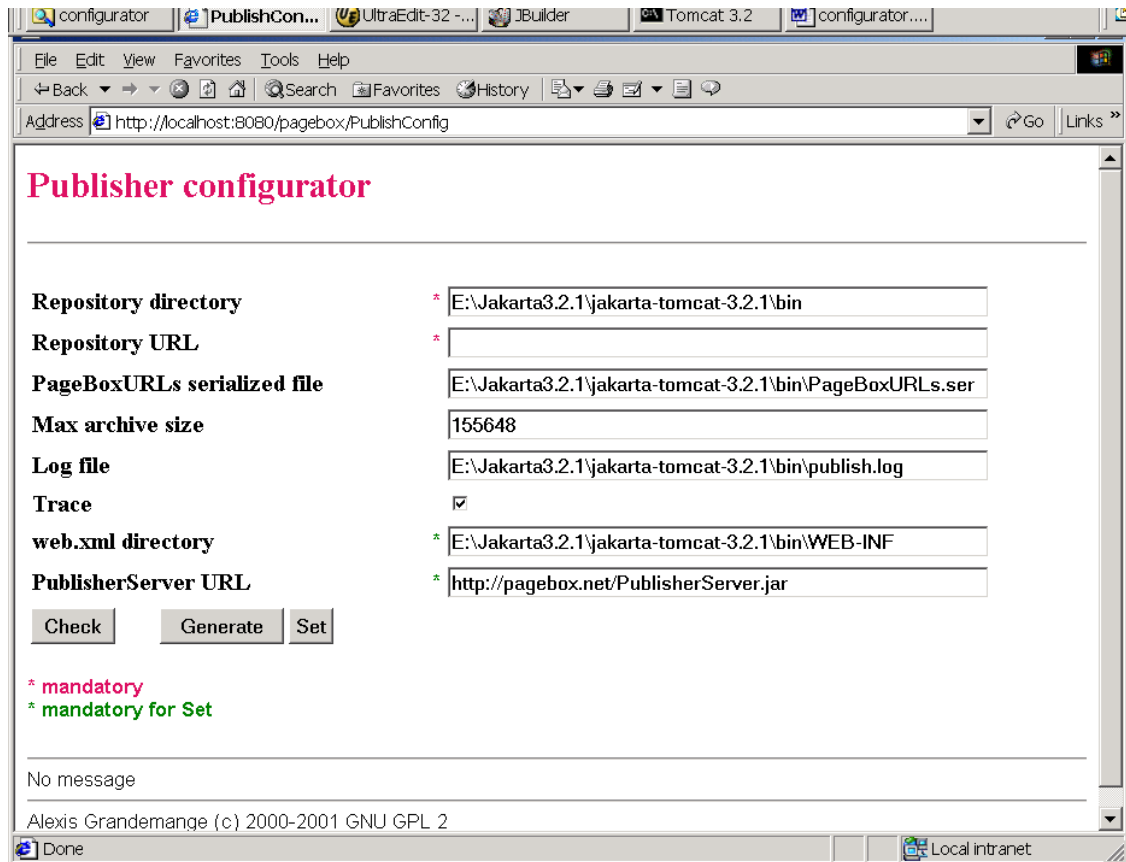 configurator PublishCon... UltraEdit-32 -... JBuilder Tomcat 3.2 configurator....
File Edit View Favorites Tools Help
Back Search Favorites History
Address http://localhost:8080/pagebox/PublishConfig Go Links »
Publisher configurator
Repository directory * E:\Jakarta3.2.1\jakarta-tomcat-3.2.1\bin
Repository URL *
PageBoxURLs serialized file E:\Jakarta3.2.1\jakarta-tomcat-3.2.1\bin\PageBoxURLs.ser
Max archive size 155648
Log file E:\Jakarta3.2.1\jakarta-tomcat-3.2.1\bin\publish.log
Trace
web.xml directory * E:\Jakarta3.2.1\jakarta-tomcat-3.2.1\bin\WEB-INF
PublisherServer URL * http://pagebox.net/PublisherServer.jar
Check Generate Set
* mandatory
* mandatory for Set
No message
Alexis Grandemange (c) 2000-2001 GNU GPL 2
Done Local intranet